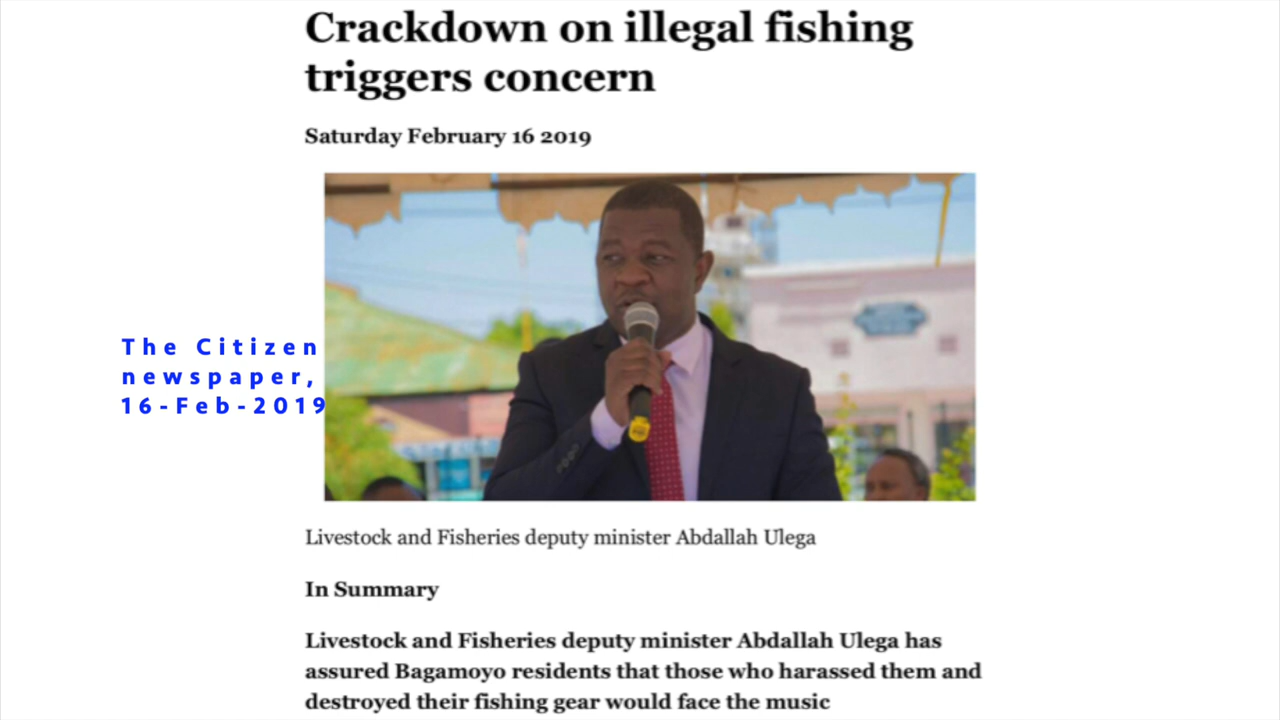 Crackdown on illegal fishing
triggers concern
Saturday February 16 2019
The Citizen
newspaper,
16-Feb-2019
Livestock and Fisheries deputy minister Abdallah Ulega
In Summary
Livestock and Fisheries deputy minister Abdallah Ulega has
assured Bagamoyo residents that those who harassed them and
destroyed their fishing gear would face the music